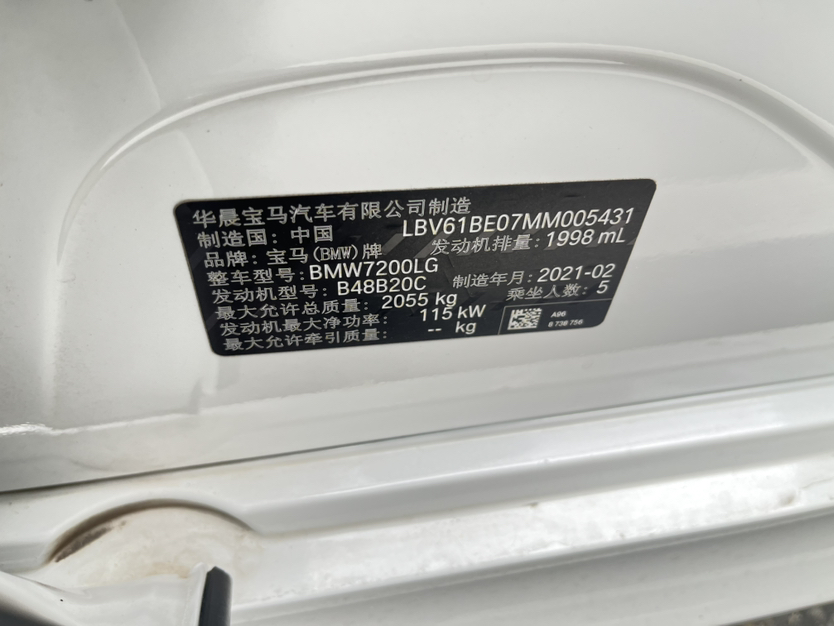 华晨宝马汽车有限公司制造
制造国：中国 LBV61BE07MM005431
品牌：宝马(BMW)牌 发动机排量：1998 mL
整车型号：BMW7200LG
发动机型号：B48B20C 制造年月：2021-02
最大允许总质量：2055 kg 乘坐人数：5
发动机最大净功率：115 kW
最大允许牵引质量：-- kg
A96
8 738 756